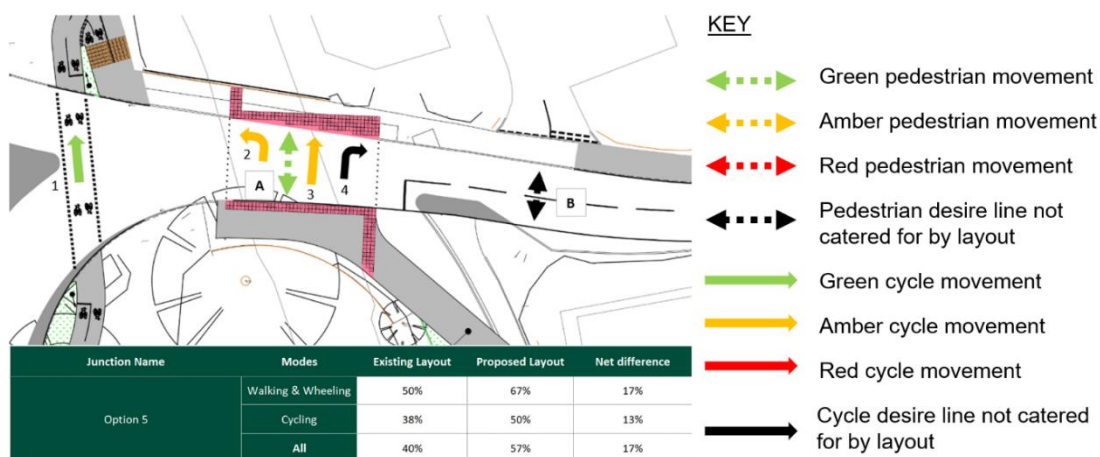 KEY
Green pedestrian movement
Amber pedestrian movement
Red pedestrian movement
Pedestrian desire line not
catered for by layout
Green cycle movement
Amber cycle movement
Red cycle movement
Cycle desire line not catered
for by layout
1
2
A
3
4
B
Junction Name Modes Existing Layout Proposed Layout Net difference
Option 5
Walking & Wheeling 50% 67% 17%
Cycling 38% 50% 13%
All 40% 57% 17%